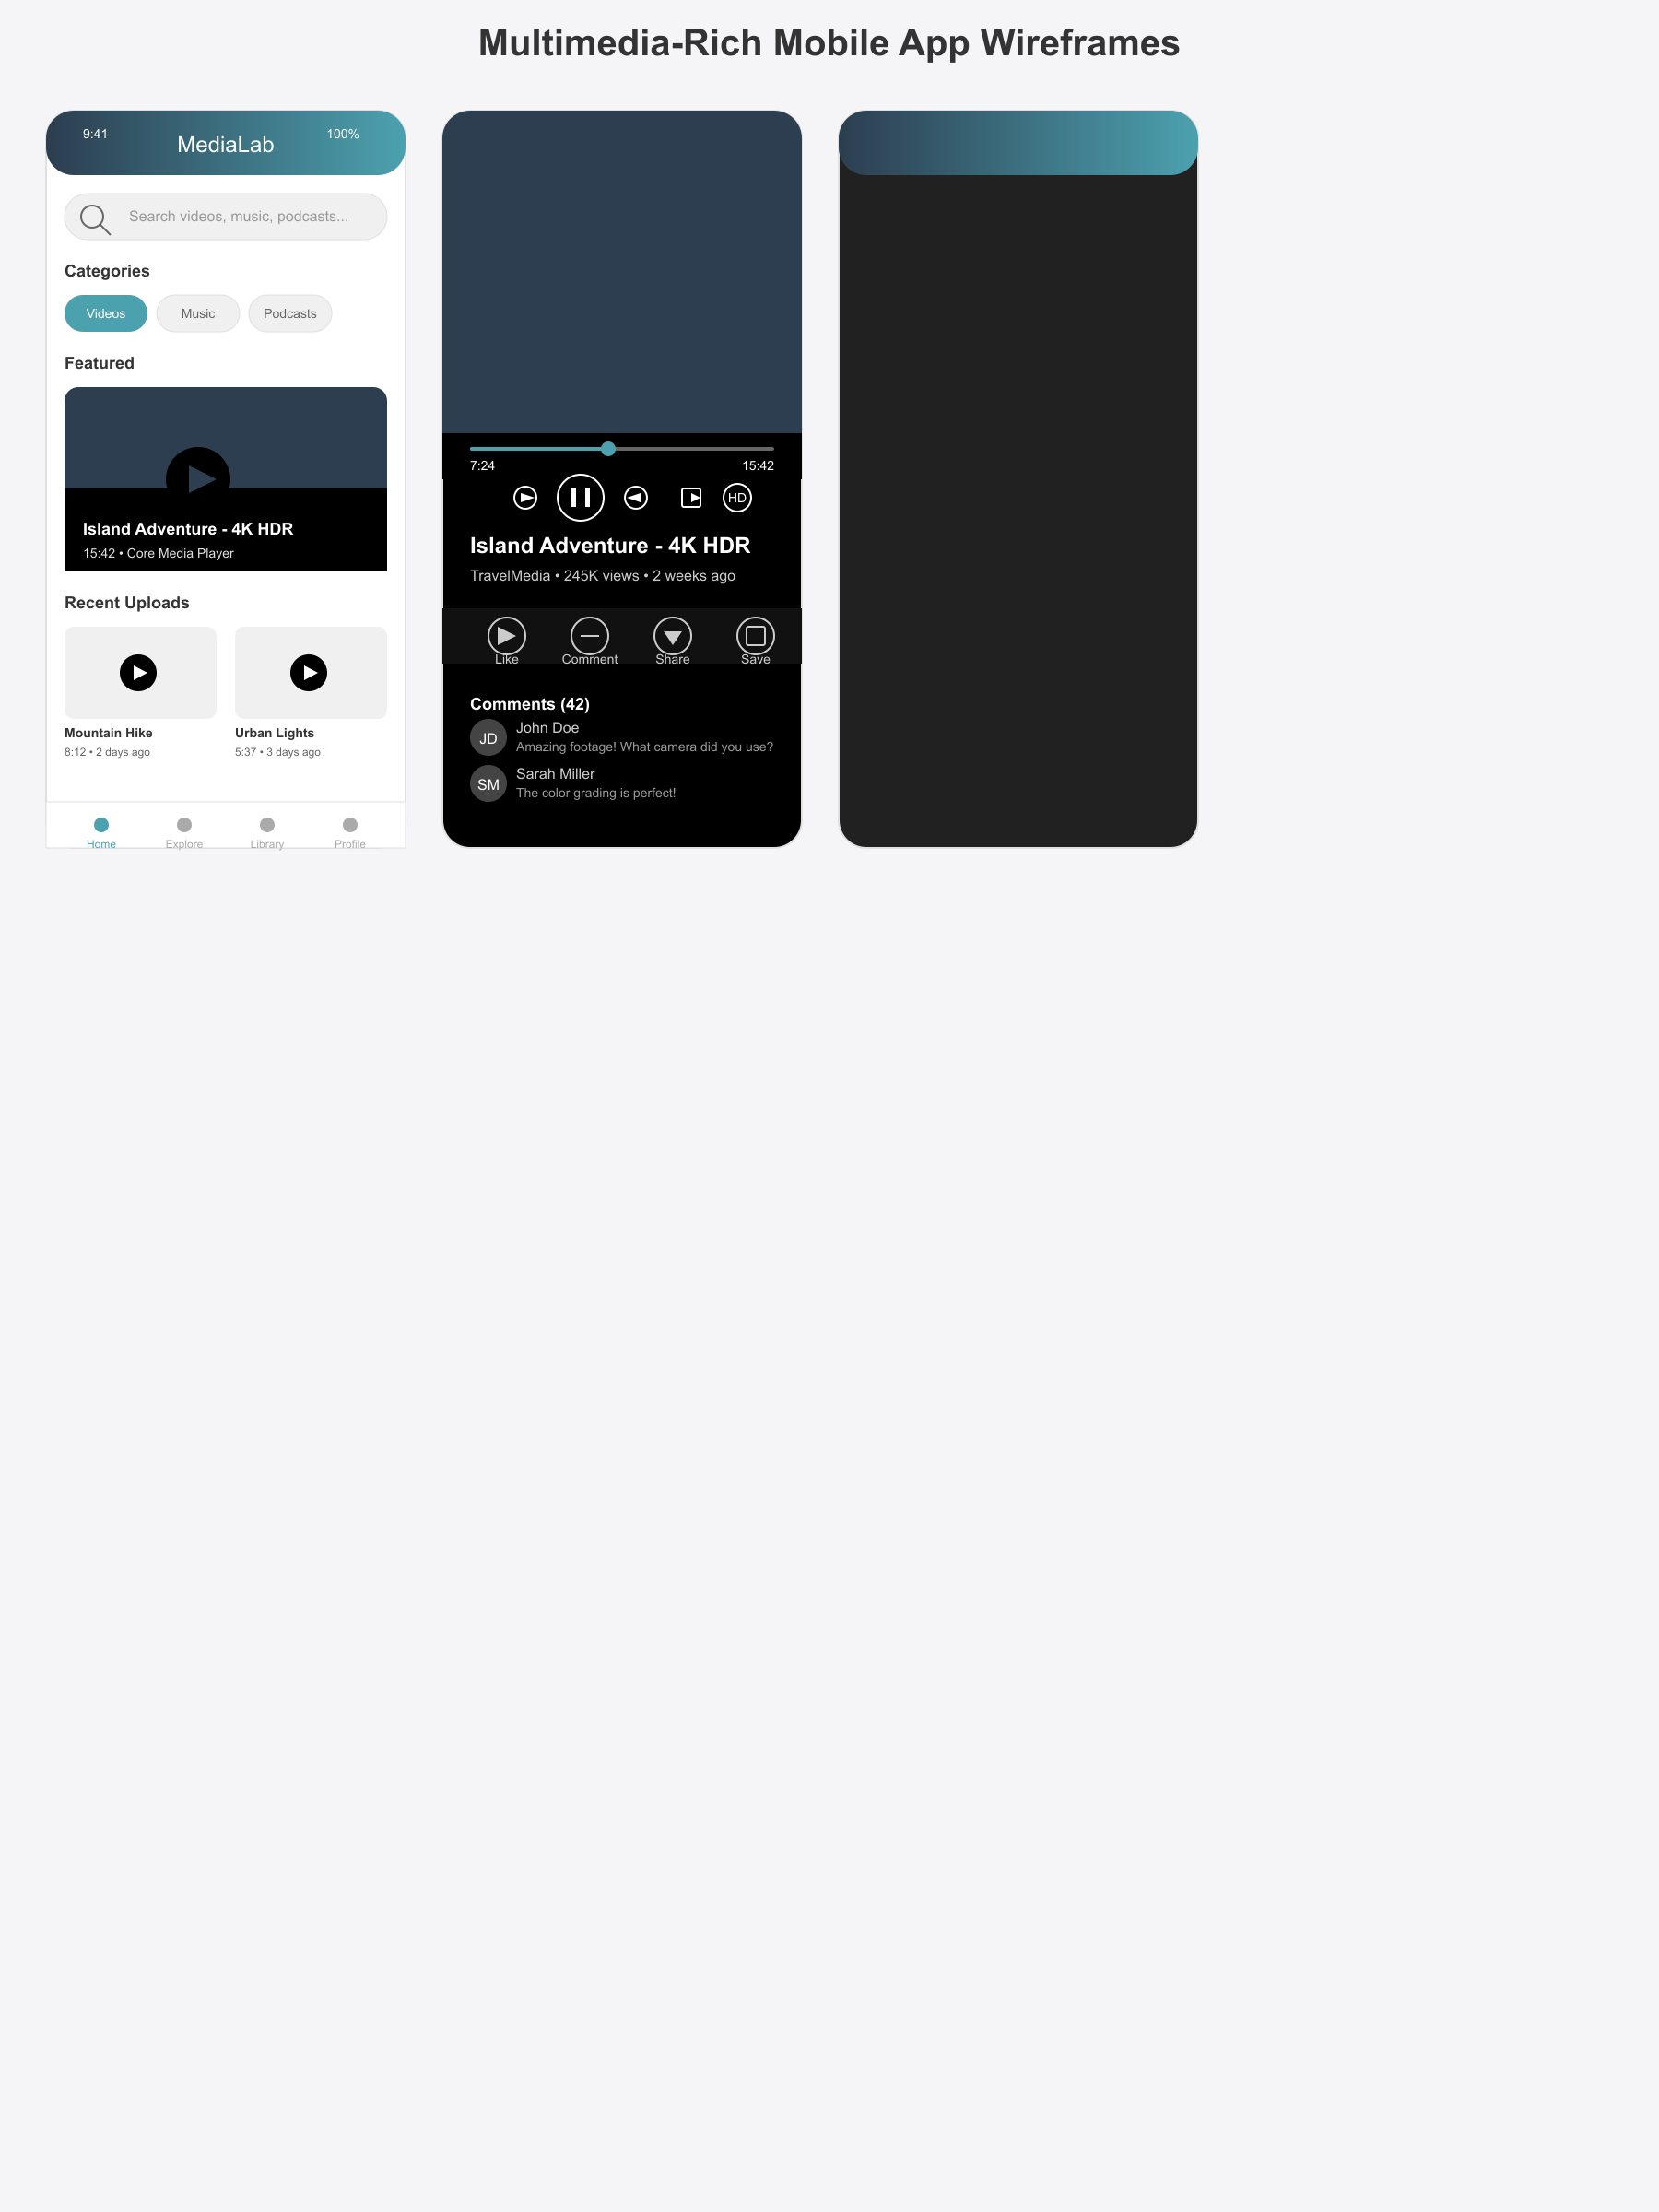 Multimedia-Rich Mobile App Wireframes
9:41
MediaLab
100%
Search videos, music, podcasts...
Categories
Videos
Music
Podcasts
Featured
Island Adventure - 4K HDR
15:42 • Core Media Player
Recent Uploads
Mountain Hike
8:12 • 2 days ago
Urban Lights
5:37 • 3 days ago
Home
Explore
Library
Profile
7:24
15:42
HD
Island Adventure - 4K HDR
TravelMedia • 245K views • 2 weeks ago
Like
Comment
Share
Save
Comments (42)
JD
John Doe
Amazing footage! What camera did you use?
SM
Sarah Miller
The color grading is perfect!